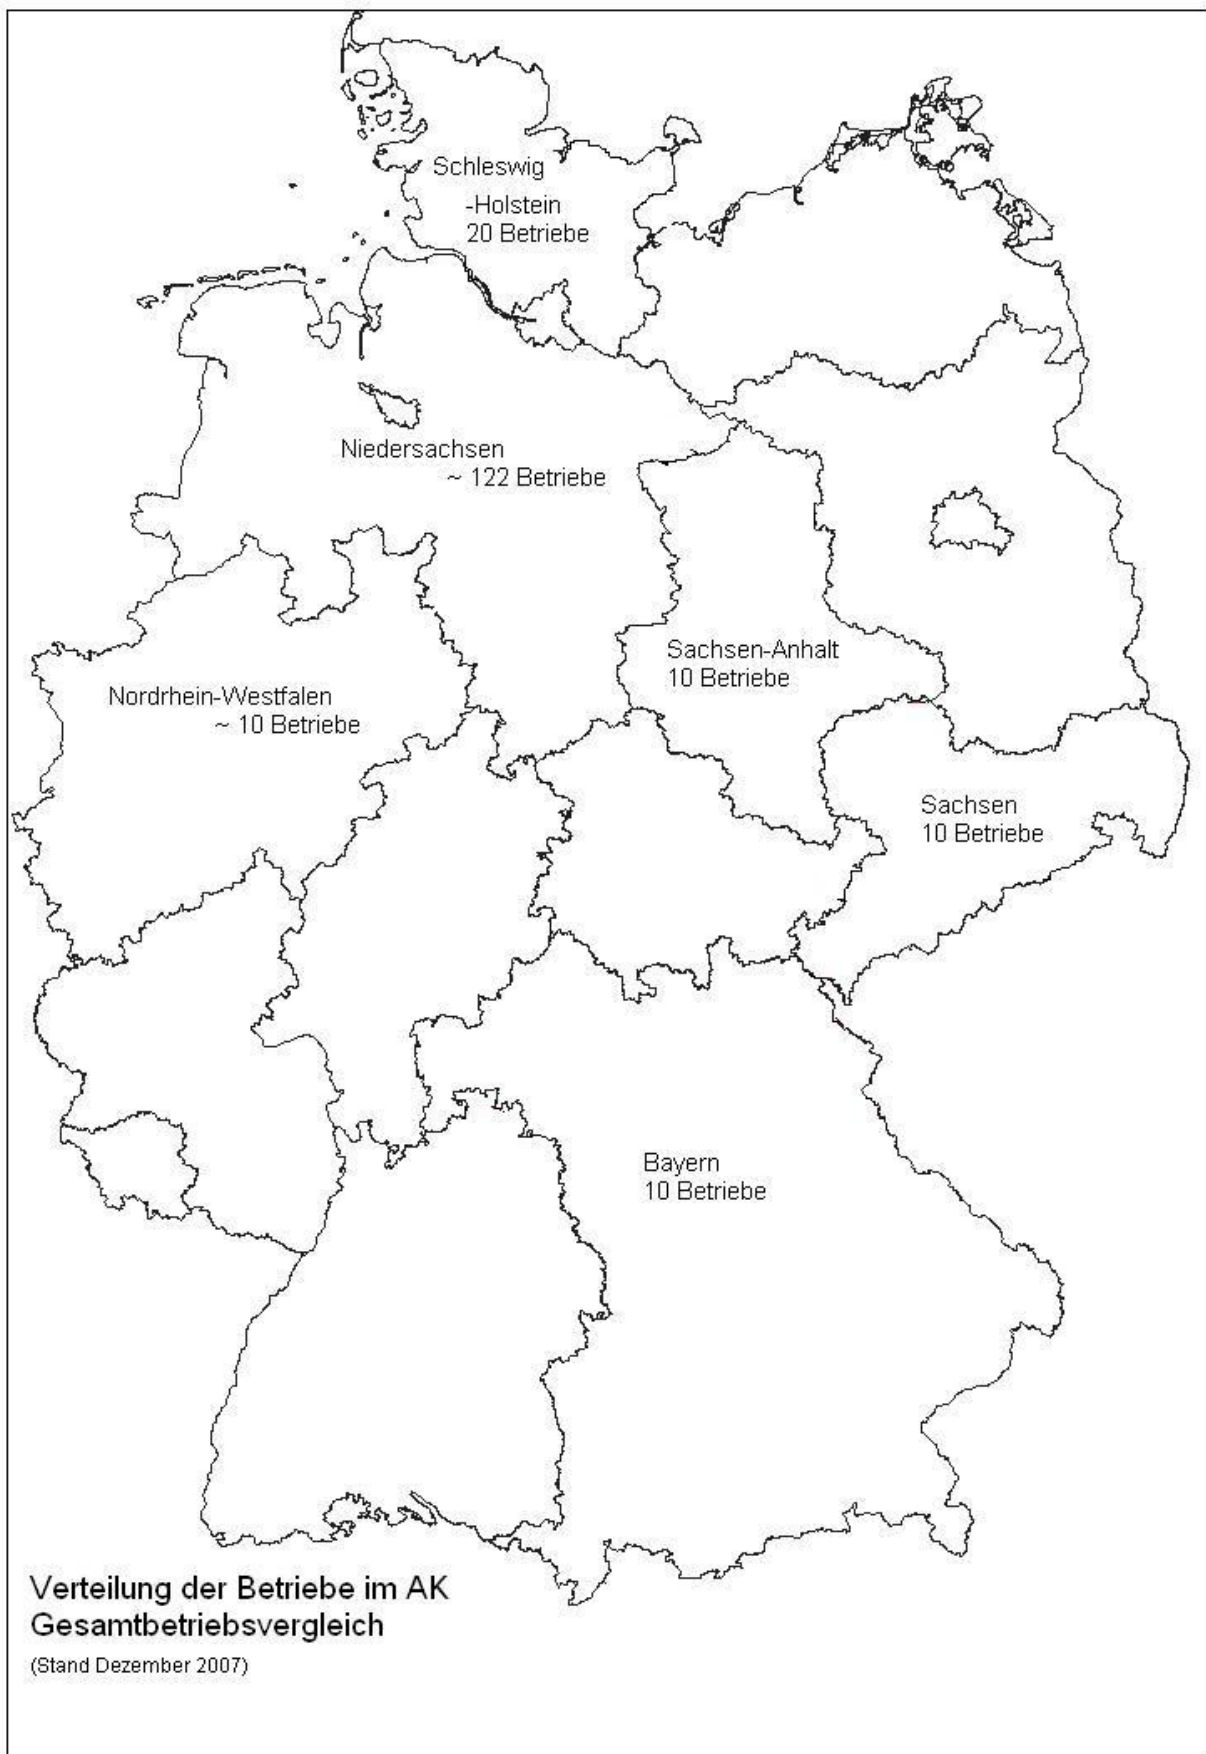 Schleswig
-Holstein
20 Betriebe
Niedersachsen
~ 122 Betriebe
Sachsen-Anhalt
10 Betriebe
Nordrhein-Westfalen
~ 10 Betriebe
Sachsen
10 Betriebe
Bayern
10 Betriebe
Verteilung der Betriebe im AK
Gesamtbetriebsvergleich
(Stand Dezember 2007)